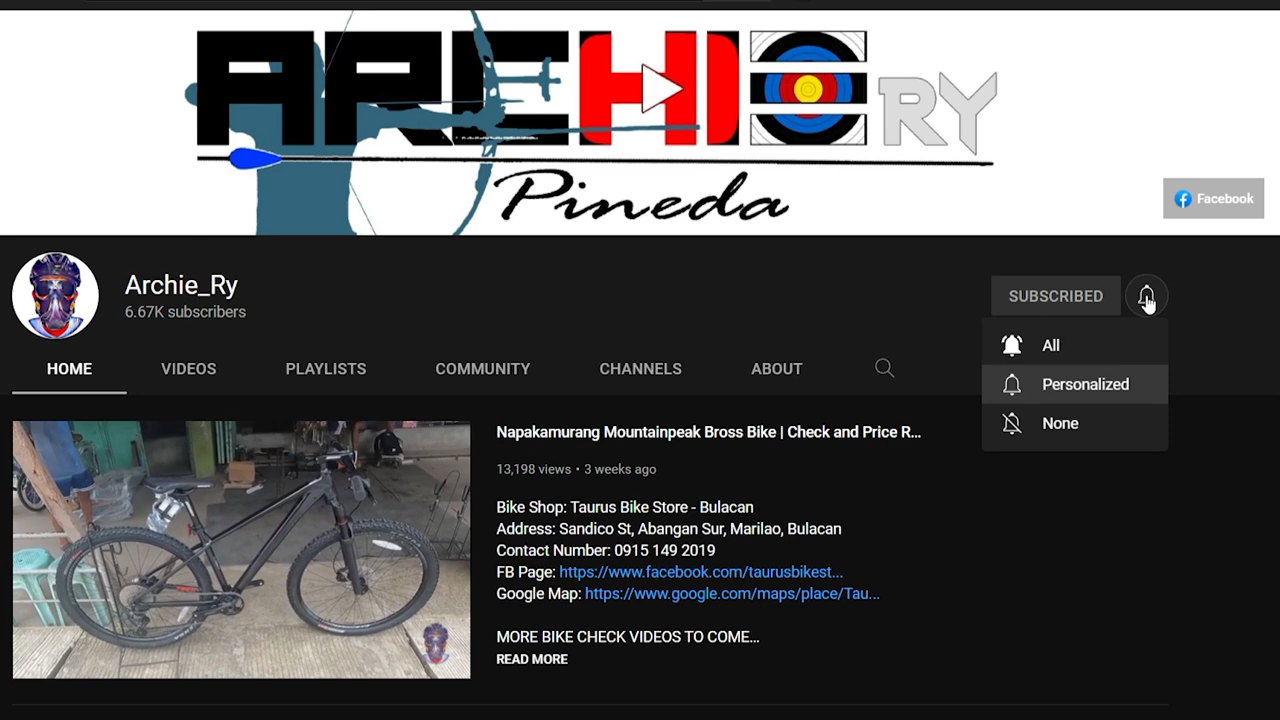 ARCHIE RY
Pineda
Facebook
Archie_Ry
6.67K subscribers
SUBSCRIBED
All
Personalized
None
HOME
VIDEOS
PLAYLISTS
COMMUNITY
CHANNELS
ABOUT
Napakamurang Mountainpeak Bross Bike | Check and Price R...
13,198 views • 3 weeks ago
Bike Shop: Taurus Bike Store - Bulacan
Address: Sandico St, Abangan Sur, Marilao, Bulacan
Contact Number: 0915 149 2019
FB Page: https://www.facebook.com/taurusbikest...
Google Map: https://www.google.com/maps/place/Tau...
MORE BIKE CHECK VIDEOS TO COME...
READ MORE